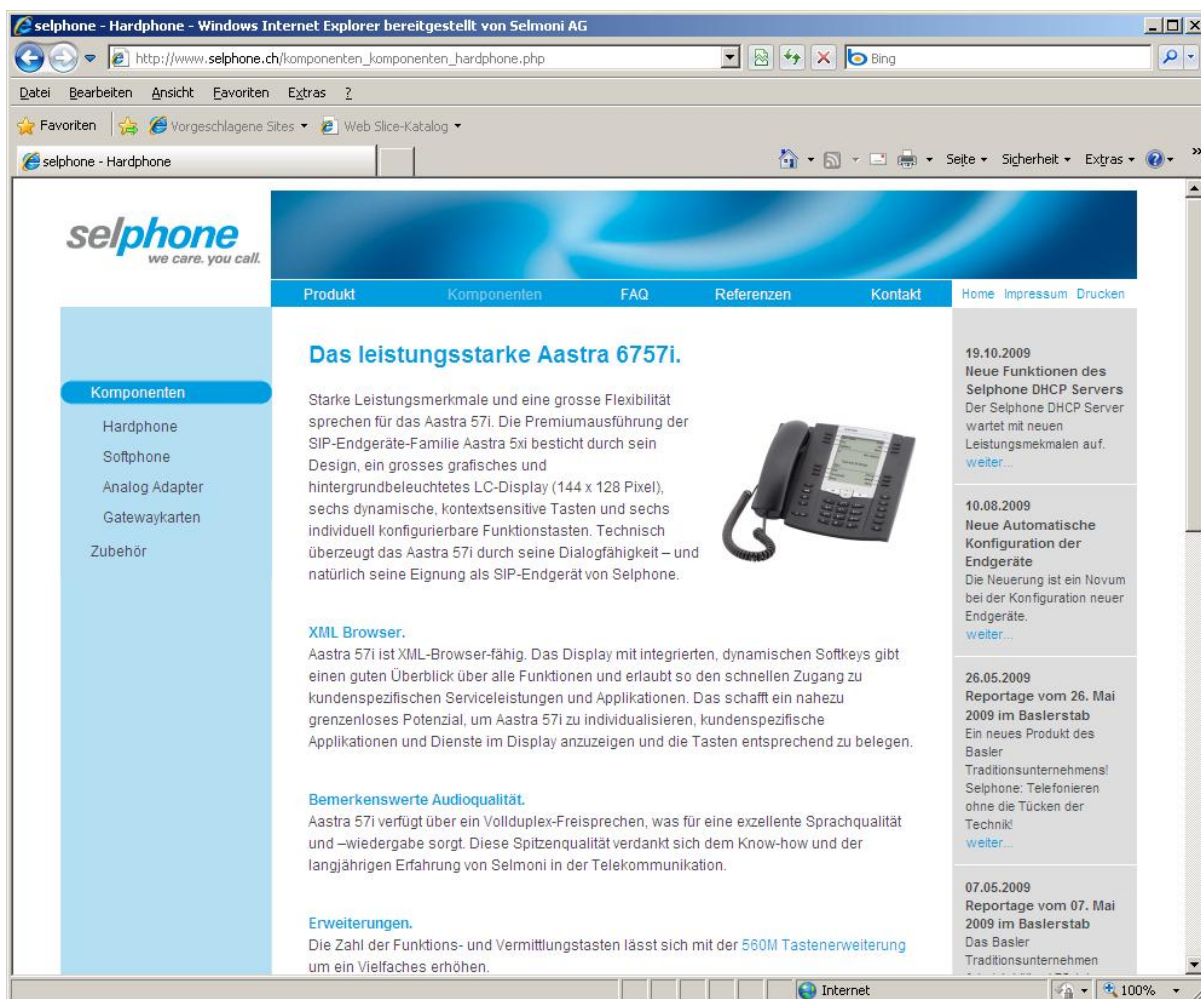 selphone - Hardphone - Windows Internet Explorer bereitgestellt von Selmoni AG
http://www.selphone.ch/komponenten_komponenten_hardphone.php
Bing
Datei Bearbeiten Ansicht Favoriten Extras ?
Favoriten Vorgeschlagene Sites Web Slice-Katalog
selphone - Hardphone
Seite Sicherheit Extras
selphone
we care. you call.
Produkt Komponenten FAQ Referenzen Kontakt
Home Impressum Drucken
Komponenten
Hardphone
Softphone
Analog Adapter
Gatewaykarten
Zubehör
Das leistungsstarke Aastra 6757i.
Starke Leistungsmerkmale und eine grosse Flexibilität
sprechen für das Aastra 57i. Die Premiumausführung der
SIP-Endgeräte-Familie Aastra 5xi besticht durch sein
Design, ein grosses grafisches und
hintergrundbeleuchtetes LC-Display (144 x 128 Pixel),
sechs dynamische, kontextsensitive Tasten und sechs
individuell konfigurierbare Funktionstasten. Technisch
überzeugt das Aastra 57i durch seine Dialogfähigkeit – und
natürlich seine Eignung als SIP-Endgerät von Selphone.
XML Browser.
Aastra 57i ist XML-Browser-fähig. Das Display mit integrierten, dynamischen Softkeys gibt
einen guten Überblick über alle Funktionen und erlaubt so den schnellen Zugang zu
kundenspezifischen Serviceleistungen und Applikationen. Das schafft ein nahezu
grenzenloses Potenzial, um Aastra 57i zu individualisieren, kundenspezifische
Applikationen und Dienste im Display anzuzeigen und die Tasten entsprechend zu belegen.
Bemerkenswerte Audioqualität.
Aastra 57i verfügt über ein Vollduplex-Freisprechen, was für eine exzellente Sprachqualität
und –wiedergabe sorgt. Diese Spitzenqualität verdankt sich dem Know-how und der
langjährigen Erfahrung von Selmoni in der Telekommunikation.
Erweiterungen.
Die Zahl der Funktions- und Vermittlungstasten lässt sich mit der 560M Tastenerweiterung
um ein Vielfaches erhöhen.
19.10.2009
Neue Funktionen des
Selphone DHCP Servers
Der Selphone DHCP Server
wartet mit neuen
Leistungsmekmalen auf.
weiter...
10.08.2009
Neue Automatische
Konfiguration der
Endgeräte
Die Neuerung ist ein Novum
bei der Konfiguration neuer
Endgeräte.
weiter...
26.05.2009
Reportage vom 26. Mai
2009 im Baslerstab
Ein neues Produkt des
Basler
Traditionsunternehmens!
Selphone: Telefonieren
ohne die Tücken der
Technik!
weiter...
07.05.2009
Reportage vom 07. Mai
2009 im Baslerstab
Das Basler
Traditionsunternehmen
Internet
100%